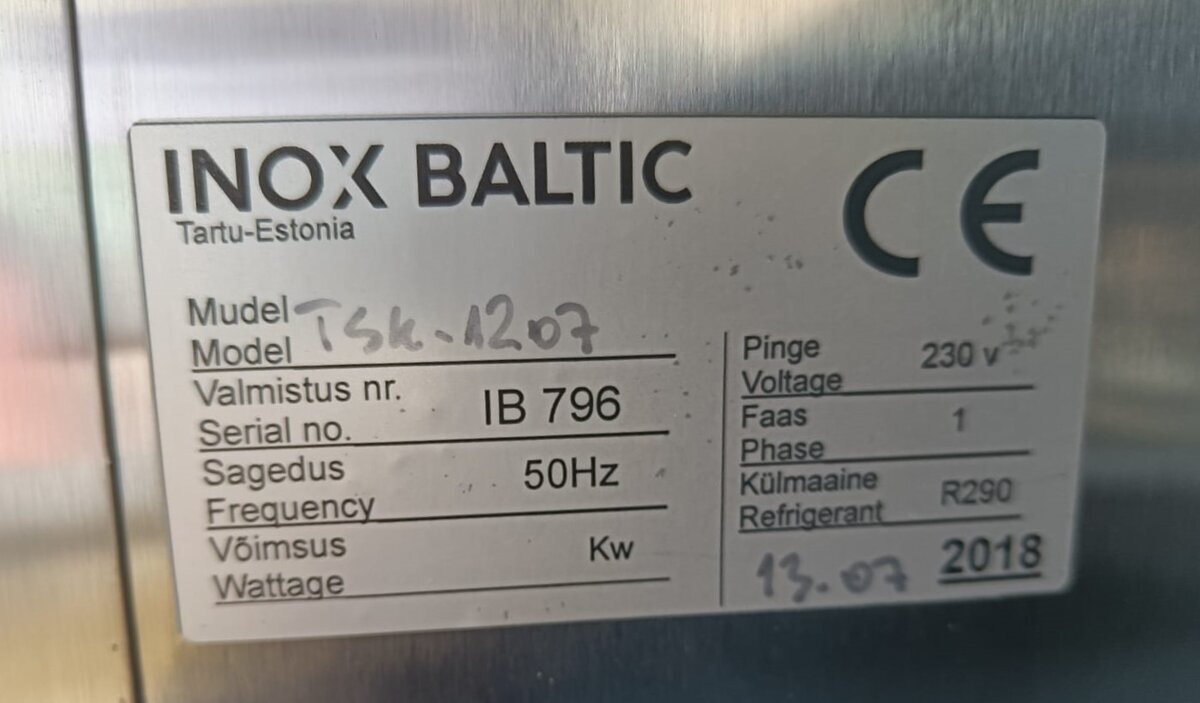 INOX BALTIC
Tartu-Estonia
CE
Mudel
Model TSK-1207
Valmistus nr.
Serial no. IB 796
Sagedus
Frequency 50Hz
Võimsus
Wattage Kw
Pinge
Voltage 230 v
Faas
Phase 1
Külmaaine
Refrigerant R290
13.07 2018